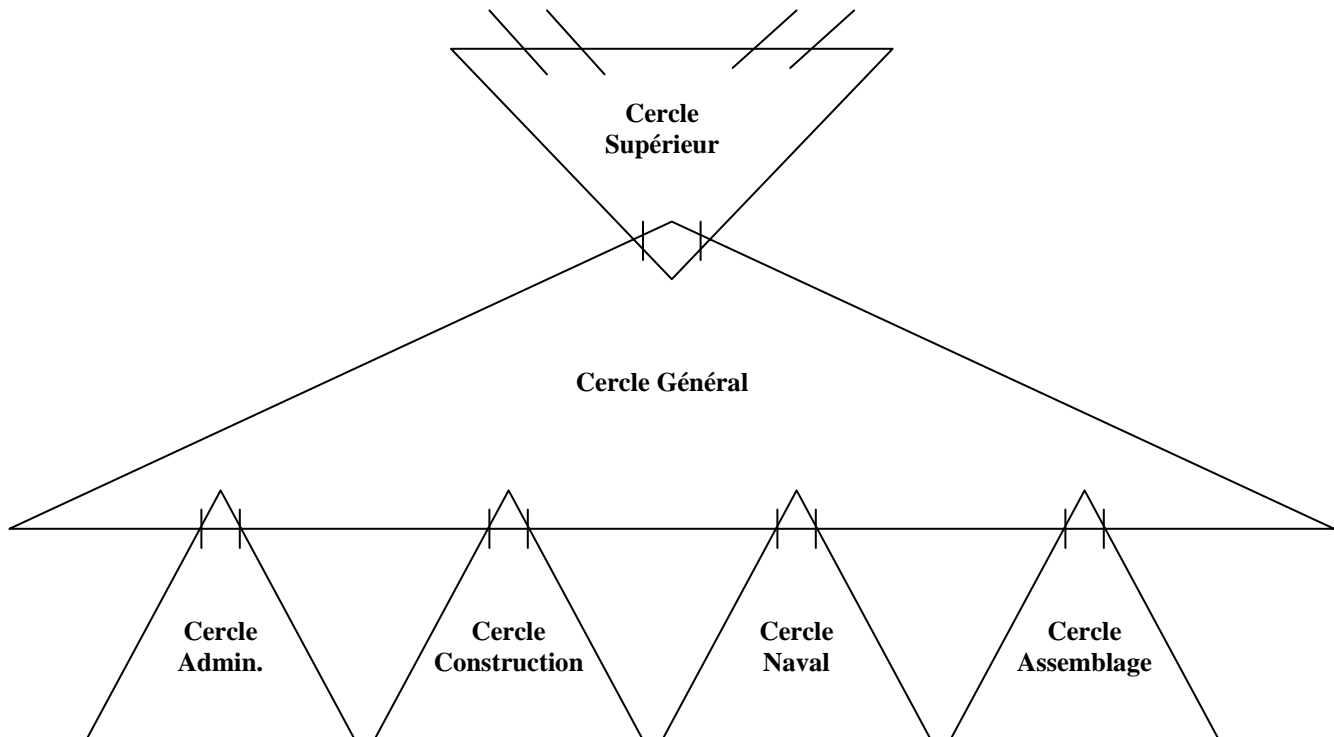 Cercle
Supérieur
Cercle Général
Cercle
Admin.
Cercle
Construction
Cercle
Naval
Cercle
Assemblage